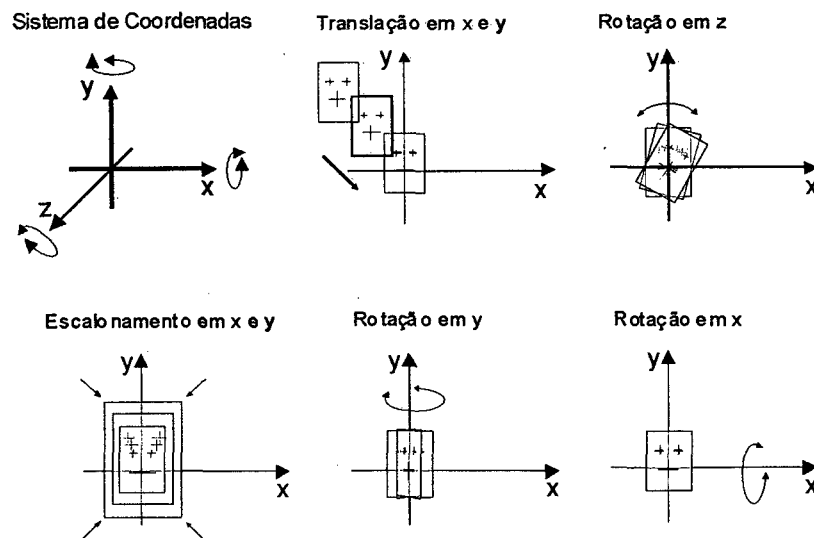 Sistema de Coordenadas
y
x
z
Translação em x e y
y
x
Rotação em z
y
x
Escalonamento em x e y
y
x
Rotação em y
y
x
Rotação em x
y
x